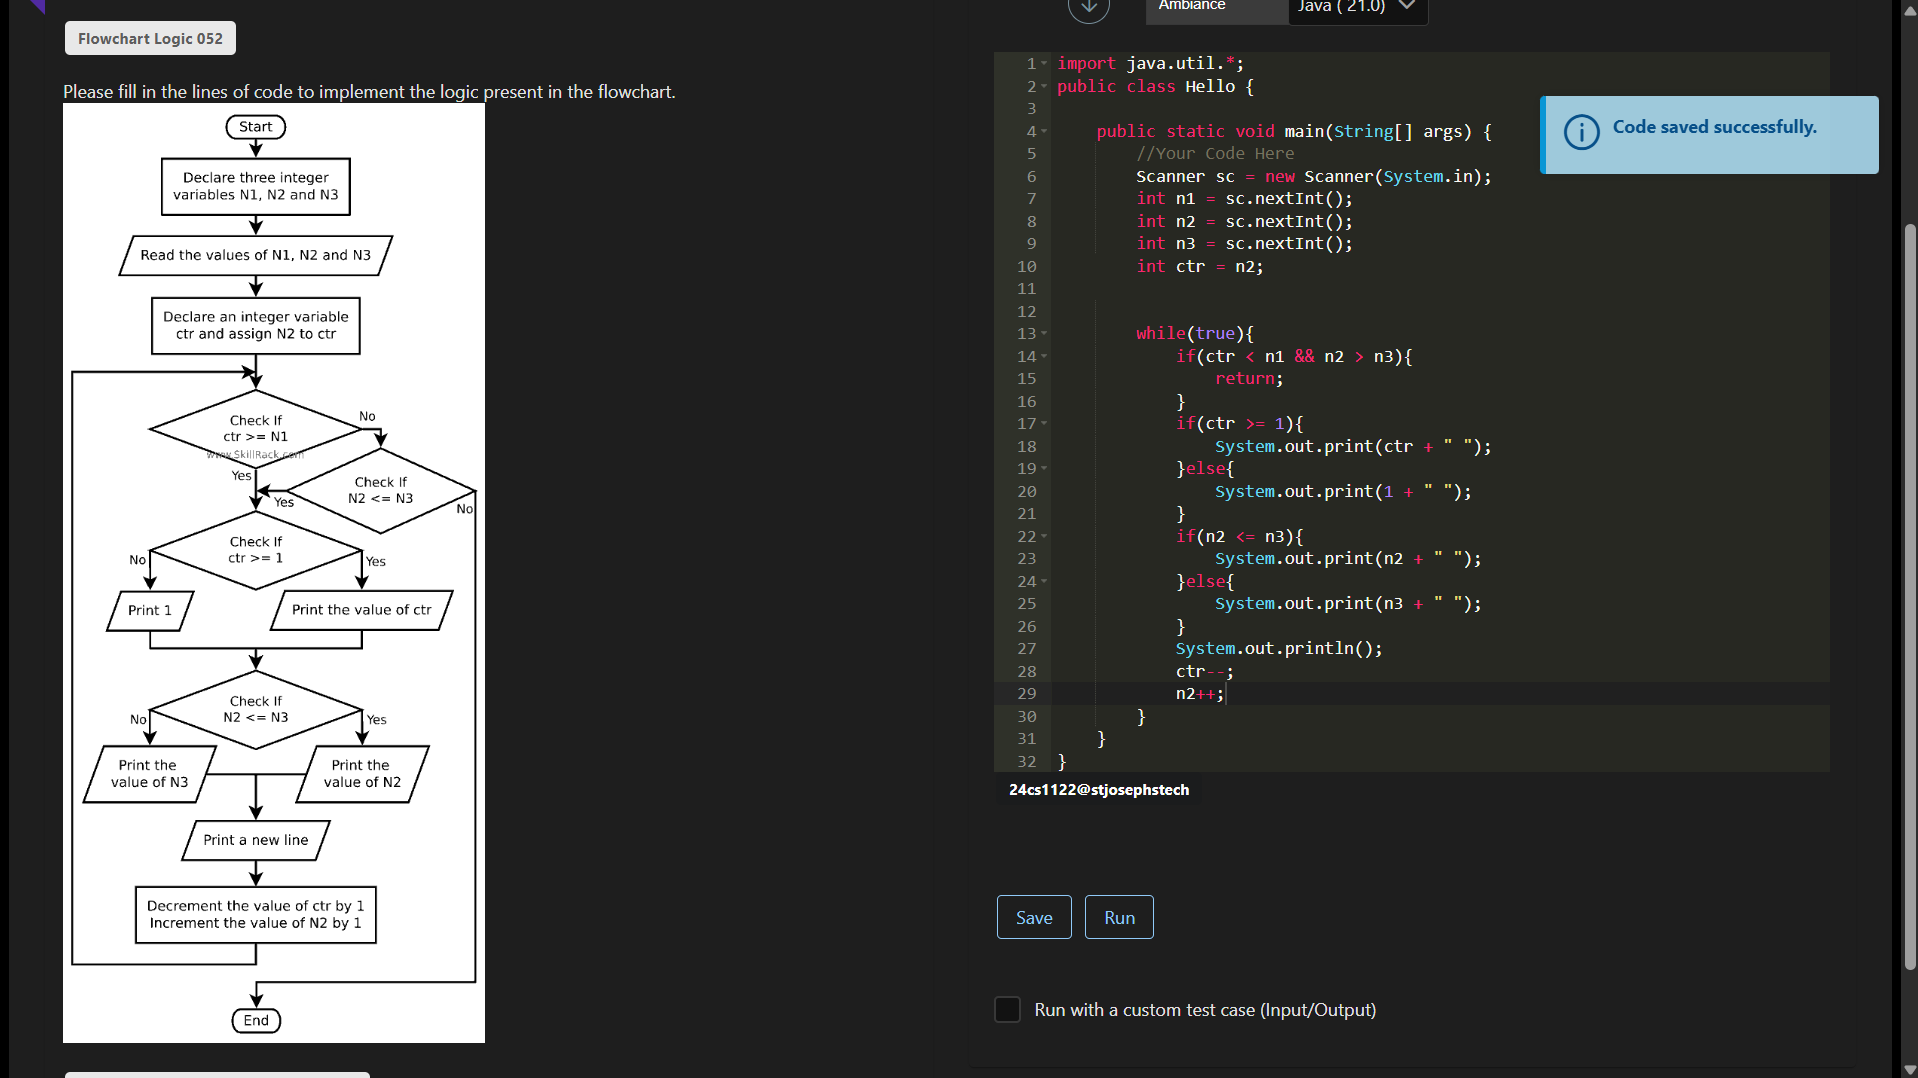 Flowchart Logic 052
Please fill in the lines of code to implement the logic present in the flowchart.
Start
Declare three integer
variables N1, N2 and N3
Read the values of N1, N2 and N3
Declare an integer variable
ctr and assign N2 to ctr
Check If
ctr >= N1
No
www.SkillRack.com
Yes
Check If
N2 <= N3
Yes
No
Check If
ctr >= 1
No
Yes
Print 1
Print the value of ctr
Check If
N2 <= N3
No
Yes
Print the
value of N3
Print the
value of N2
Print a new line
Decrement the value of ctr by 1
Increment the value of N2 by 1
End
Ambiance
Java ( 21.0)
1 import java.util.*;
2 public class Hello {
3
4     public static void main(String[] args) {
5         //Your Code Here
6         Scanner sc = new Scanner(System.in);
7         int n1 = sc.nextInt();
8         int n2 = sc.nextInt();
9         int n3 = sc.nextInt();
10         int ctr = n2;
11
12
13         while(true){
14             if(ctr < n1 && n2 > n3){
15                 return;
16             }
17             if(ctr >= 1){
18                 System.out.print(ctr + " ");
19             }else{
20                 System.out.print(1 + " ");
21             }
22             if(n2 <= n3){
23                 System.out.print(n2 + " ");
24             }else{
25                 System.out.print(n3 + " ");
26             }
27             System.out.println();
28             ctr--;
29             n2++;
30         }
31     }
32 }
Code saved successfully.
24cs1122@stjosephstech
Save
Run
Run with a custom test case (Input/Output)